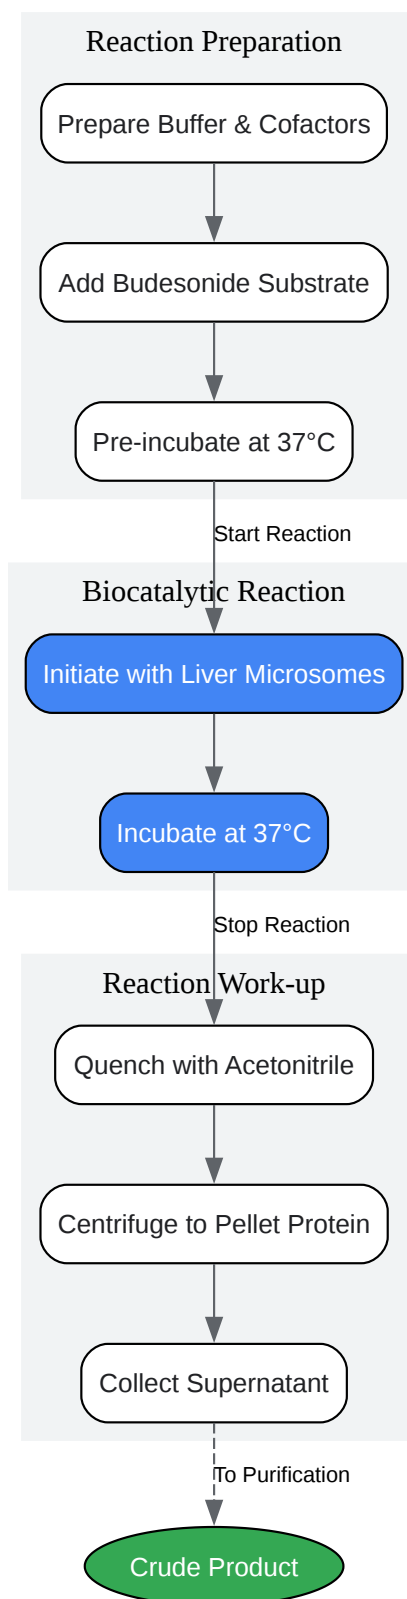 Reaction Preparation
Prepare Buffer & Cofactors
Add Budesonide Substrate
Pre-incubate at 37°C
Start Reaction
Biocatalytic Reaction
Initiate with Liver Microsomes
Incubate at 37°C
Stop Reaction
Reaction Work-up
Quench with Acetonitrile
Centrifuge to Pellet Protein
Collect Supernatant
To Purification
Crude Product